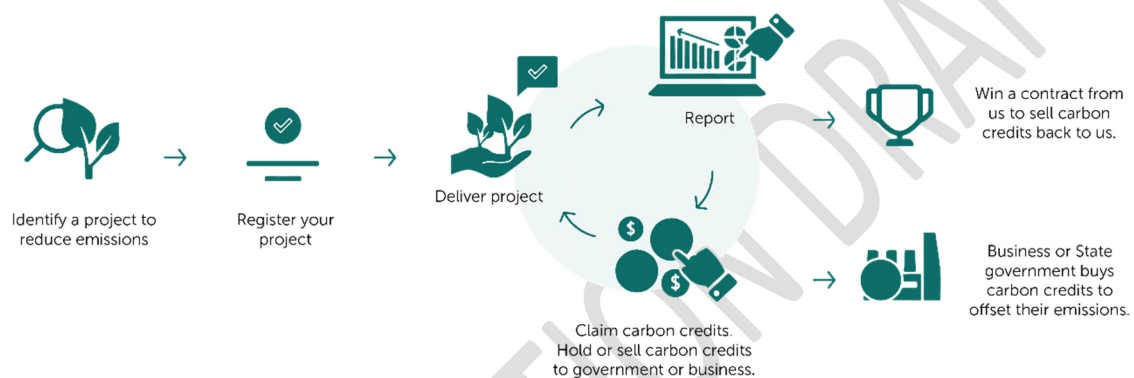 Identify a project to
reduce emissions
Register your
project
Deliver project
Report
Claim carbon credits.
Hold or sell carbon credits
to government or business.
Win a contract from
us to sell carbon
credits back to us.
Business or State
government buys
carbon credits to
offset their emissions.
$
$